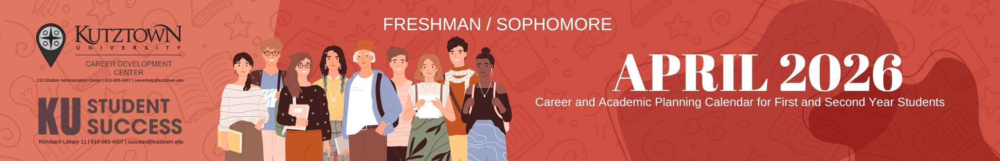 KUTZTOWN
UNIVERSITY
CAREER DEVELOPMENT
CENTER
113 Stratton Administration Center | 610-683-4067 | careerhelp@kutztown.edu
KU STUDENT
SUCCESS
Rohrbach Library 11 | 610-683-4007 | success@kutztown.edu
FRESHMAN / SOPHOMORE
APRIL 2026
Career and Academic Planning Calendar for First and Second Year Students